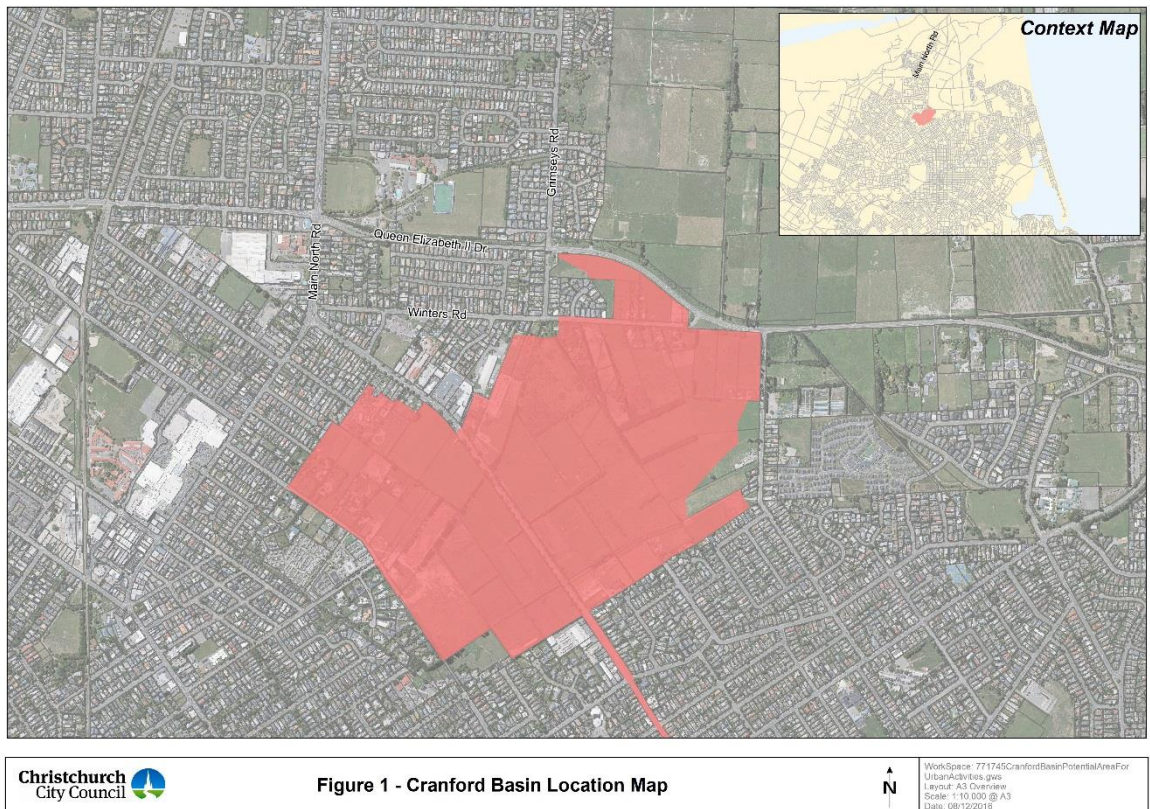 Context Map
Main North Rd
Grimseys Rd
Queen Elizabeth II Dr
Main North Rd
Winters Rd
Christchurch
City Council
Figure 1 - Cranford Basin Location Map
N
WorkSpace: 771745CranfordBasinPotentialAreaFor
UrbanActivities.gws
Layout: A3 Overview
Scale: 1:10,000 @ A3
Date: 08/12/2016